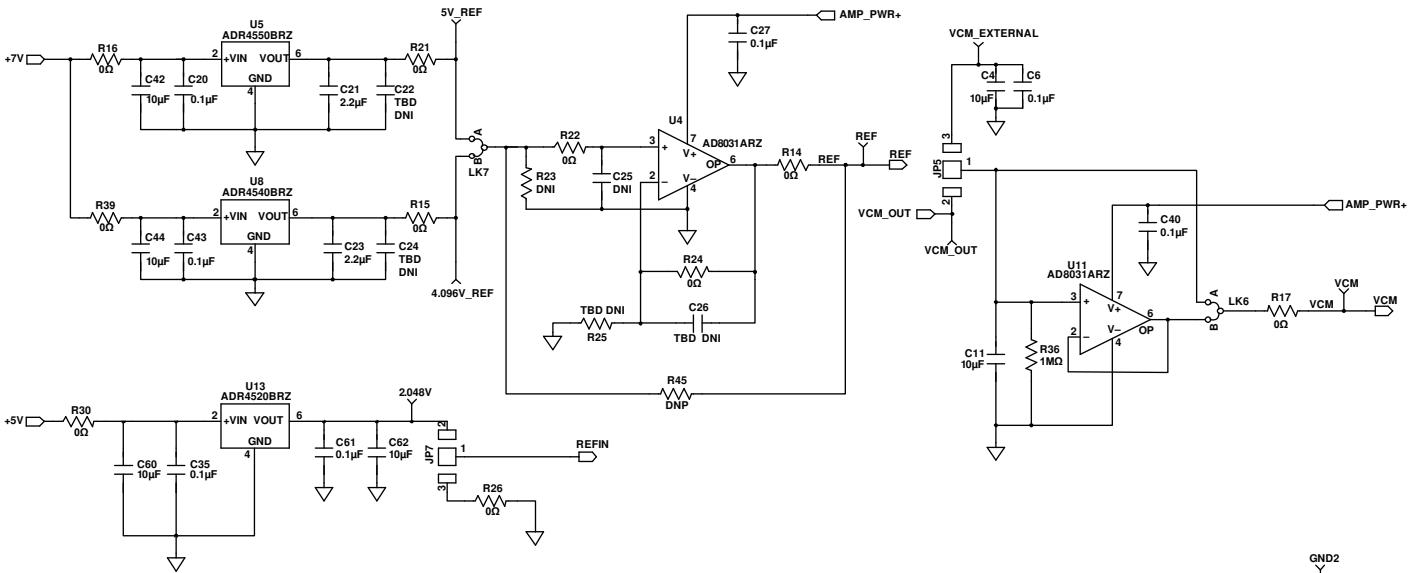 5V_REF
U5
ADR4550BRZ
+7V
R16
0Ω
2
+VIN VOUT
6
GND
4
C42
10µF
C20
0.1µF
C21
2.2µF
C22
TBD
DNI
R21
0Ω
A
B
LK7
U8
ADR4540BRZ
R39
0Ω
2
+VIN VOUT
6
GND
4
C44
10µF
C43
0.1µF
C23
2.2µF
C24
TBD
DNI
R15
0Ω
4.096V_REF
R22
0Ω
R23
DNI
C25
DNI
AMP_PWR+
C27
0.1µF
U4
AD8031ARZ
3
+
7
V+
OP
6
2
–
V–
4
R14
0Ω
REF
REF
REF
R24
0Ω
TBD DNI
R25
C26
TBD DNI
R45
DNP
VCM_EXTERNAL
C4
10µF
C6
0.1µF
3
JP5
1
2
VCM_OUT
VCM_OUT
AMP_PWR+
C40
0.1µF
U11
AD8031ARZ
3
+
7
V+
6
OP
2
–
V–
4
C11
10µF
R36
1MΩ
A
B
LK6
R17
0Ω
VCM
VCM
VCM
U13
ADR4520BRZ
+5V
R30
0Ω
2
+VIN VOUT
6
GND
4
C60
10µF
C35
0.1µF
C61
0.1µF
C62
10µF
2.048V
2
JP7
1
3
REFIN
R26
0Ω
GND2